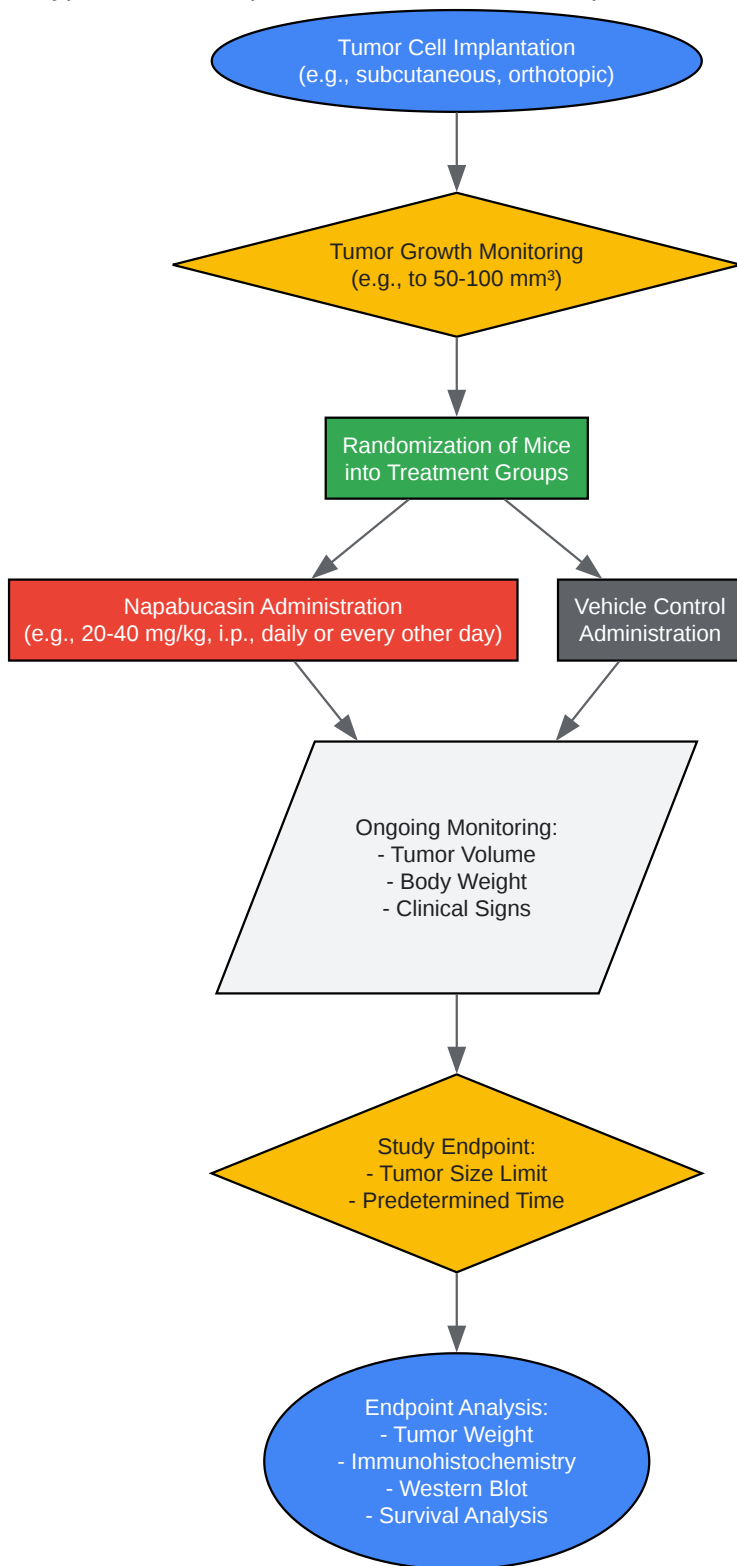 Tumor Cell Implantation
(e.g., subcutaneous, orthotopic)
Tumor Growth Monitoring
(e.g., to 50-100 mm³)
Randomization of Mice
into Treatment Groups
Napabucasin Administration
(e.g., 20-40 mg/kg, i.p., daily or every other day)
Vehicle Control
Administration
Ongoing Monitoring:
- Tumor Volume
- Body Weight
- Clinical Signs
Study Endpoint:
- Tumor Size Limit
- Predetermined Time
Endpoint Analysis:
- Tumor Weight
- Immunohistochemistry
- Western Blot
- Survival Analysis